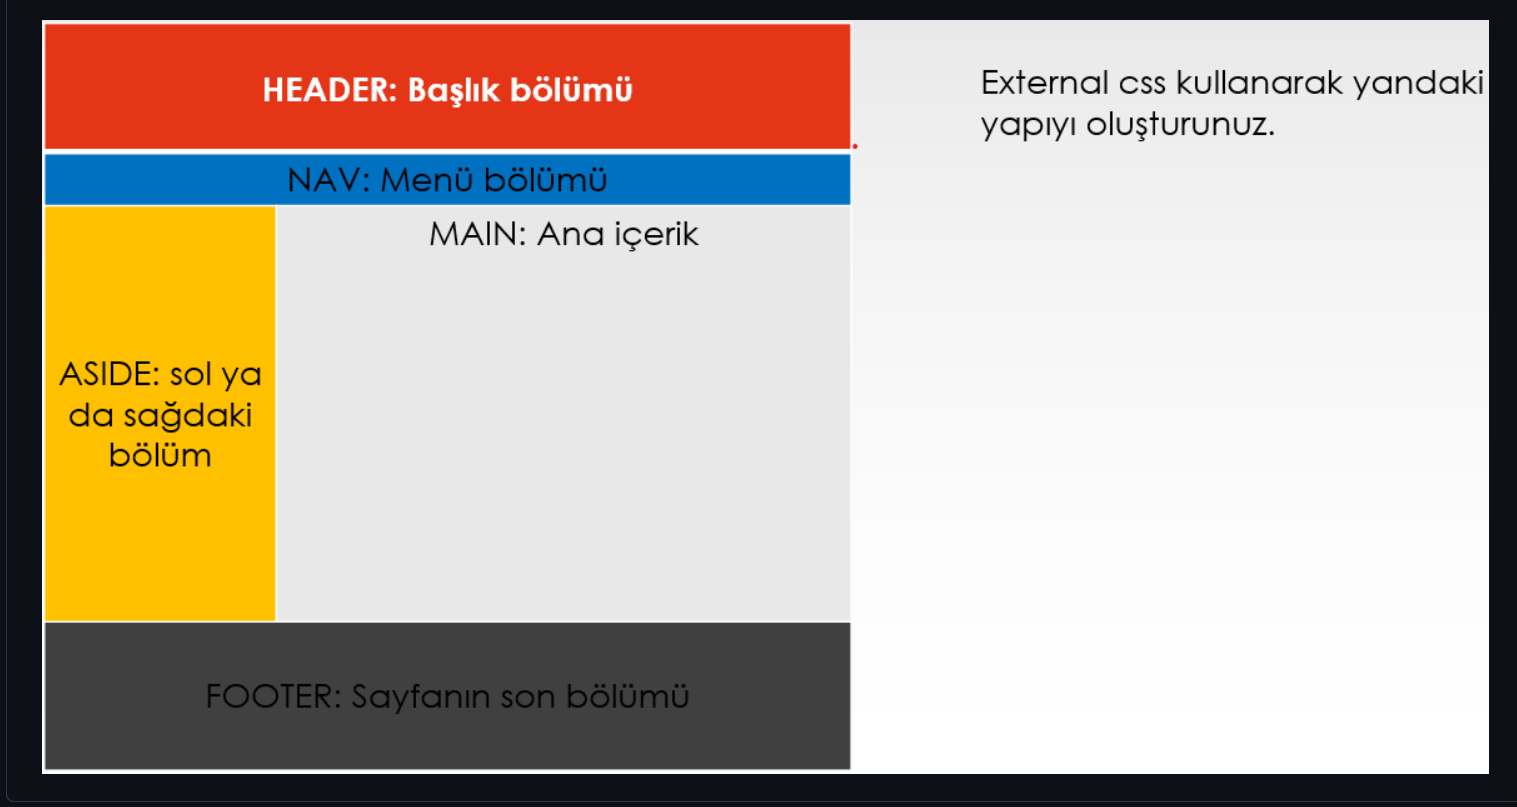 HEADER: Başlık bölümü
NAV: Menü bölümü
ASIDE: sol ya
da sağdaki
bölüm
MAIN: Ana içerik
FOOTER: Sayfanın son bölümü
External css kullanarak yandaki
yapıyı oluşturunuz.